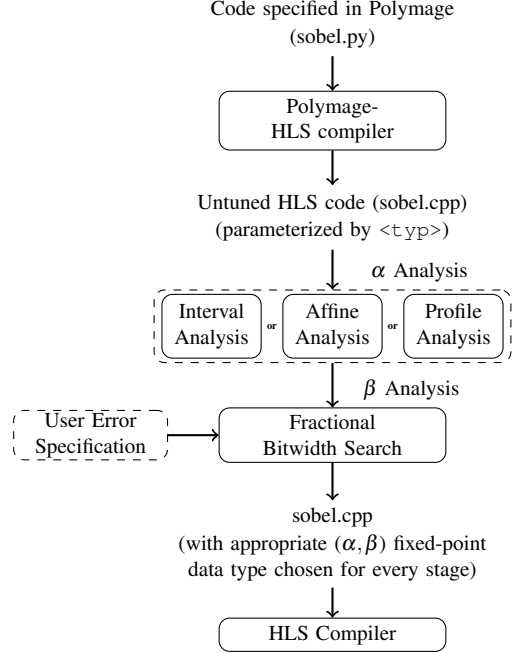 Code specified in Polymage
(sobel.py)
Polymage-
HLS compiler
Untuned HLS code (sobel.cpp)
(parameterized by <typ>)
α Analysis
Interval
Analysis
or
Affine
Analysis
or
Profile
Analysis
β Analysis
User Error
Specification
Fractional
Bitwidth Search
sobel.cpp
(with appropriate (α,β) fixed-point
data type chosen for every stage)
HLS Compiler